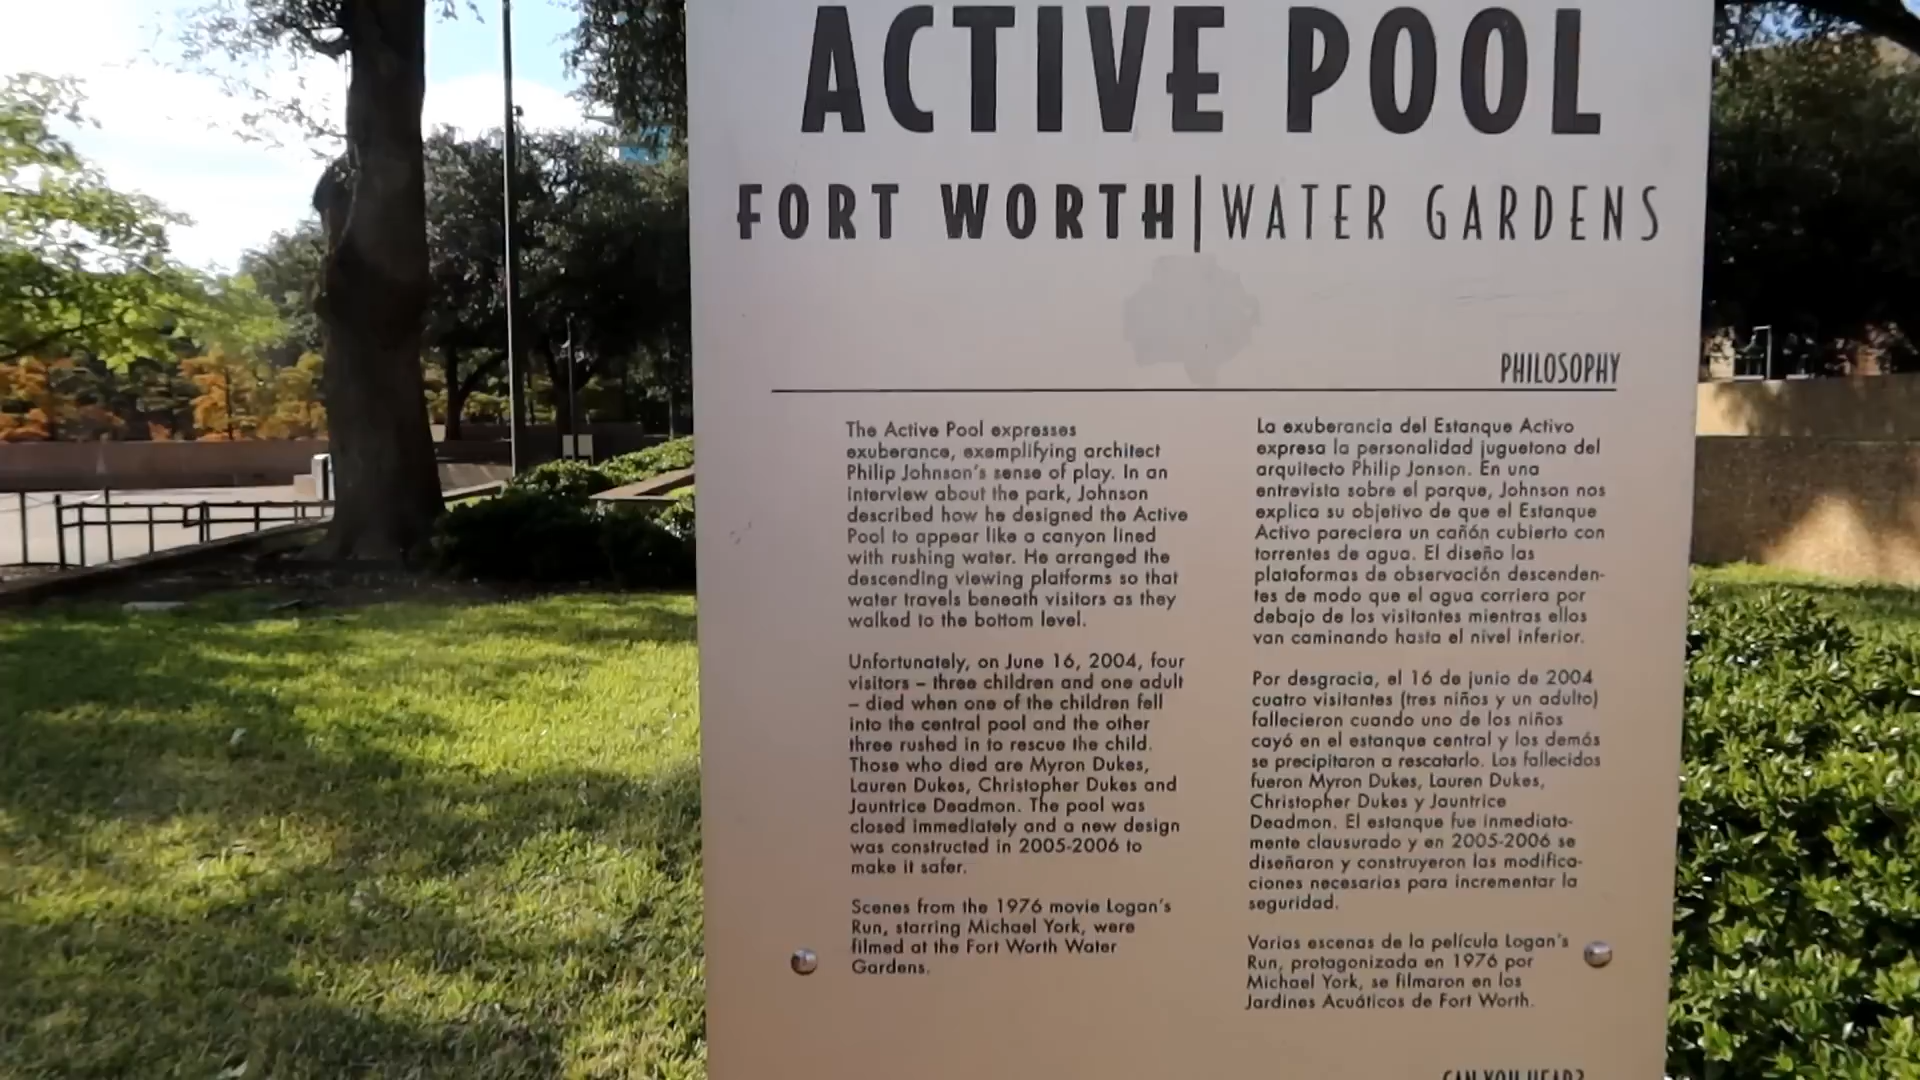 ACTIVE POOL
FORT WORTH|WATER GARDENS
PHILOSOPHY
The Active Pool expresses
exuberance, exemplifying architect
Philip Johnson's sense of play. In an
interview about the park, Johnson
described how he designed the Active
Pool to appear like a canyon lined
with rushing water. He arranged the
descending viewing platforms so that
water travels beneath visitors as they
walked to the bottom level.
Unfortunately, on June 16, 2004, four
visitors – three children and one adult
– died when one of the children fell
into the central pool and the other
three rushed in to rescue the child.
Those who died are Myron Dukes,
Lauren Dukes, Christopher Dukes and
Jauntrice Deadmon. The pool was
closed immediately and a new design
was constructed in 2005-2006 to
make it safer.
Scenes from the 1976 movie Logan's
Run, starring Michael York, were
filmed at the Fort Worth Water
Gardens.
La exuberancia del Estanque Activo
expresa la personalidad juguetona del
arquitecto Philip Jonson. En una
entrevista sobre el parque, Johnson nos
explica su objetivo de que el Estanque
Activo pareciera un cañón cubierto con
torrentes de agua. El diseño las
plataformas de observación descenden-
tes de modo que el agua corriera por
debajo de los visitantes mientras ellos
van caminando hasta el nivel inferior.
Por desgracia, el 16 de junio de 2004
cuatro visitantes (tres niños y un adulto)
fallecieron cuando uno de los niños
cayó en el estanque central y los demás
se precipitaron a rescatarlo. Los fallecidos
fueron Myron Dukes, Lauren Dukes,
Christopher Dukes y Jauntrice
Deadmon. El estanque fue inmediata-
mente clausurado y en 2005-2006 se
diseñaron y construyeron las modifica-
ciones necesarias para incrementar la
seguridad.
Varias escenas de la película Logan's
Run, protagonizada en 1976 por
Michael York, se filmaron en los
Jardines Acuáticos de Fort Worth.
CAN YOU HEAR?